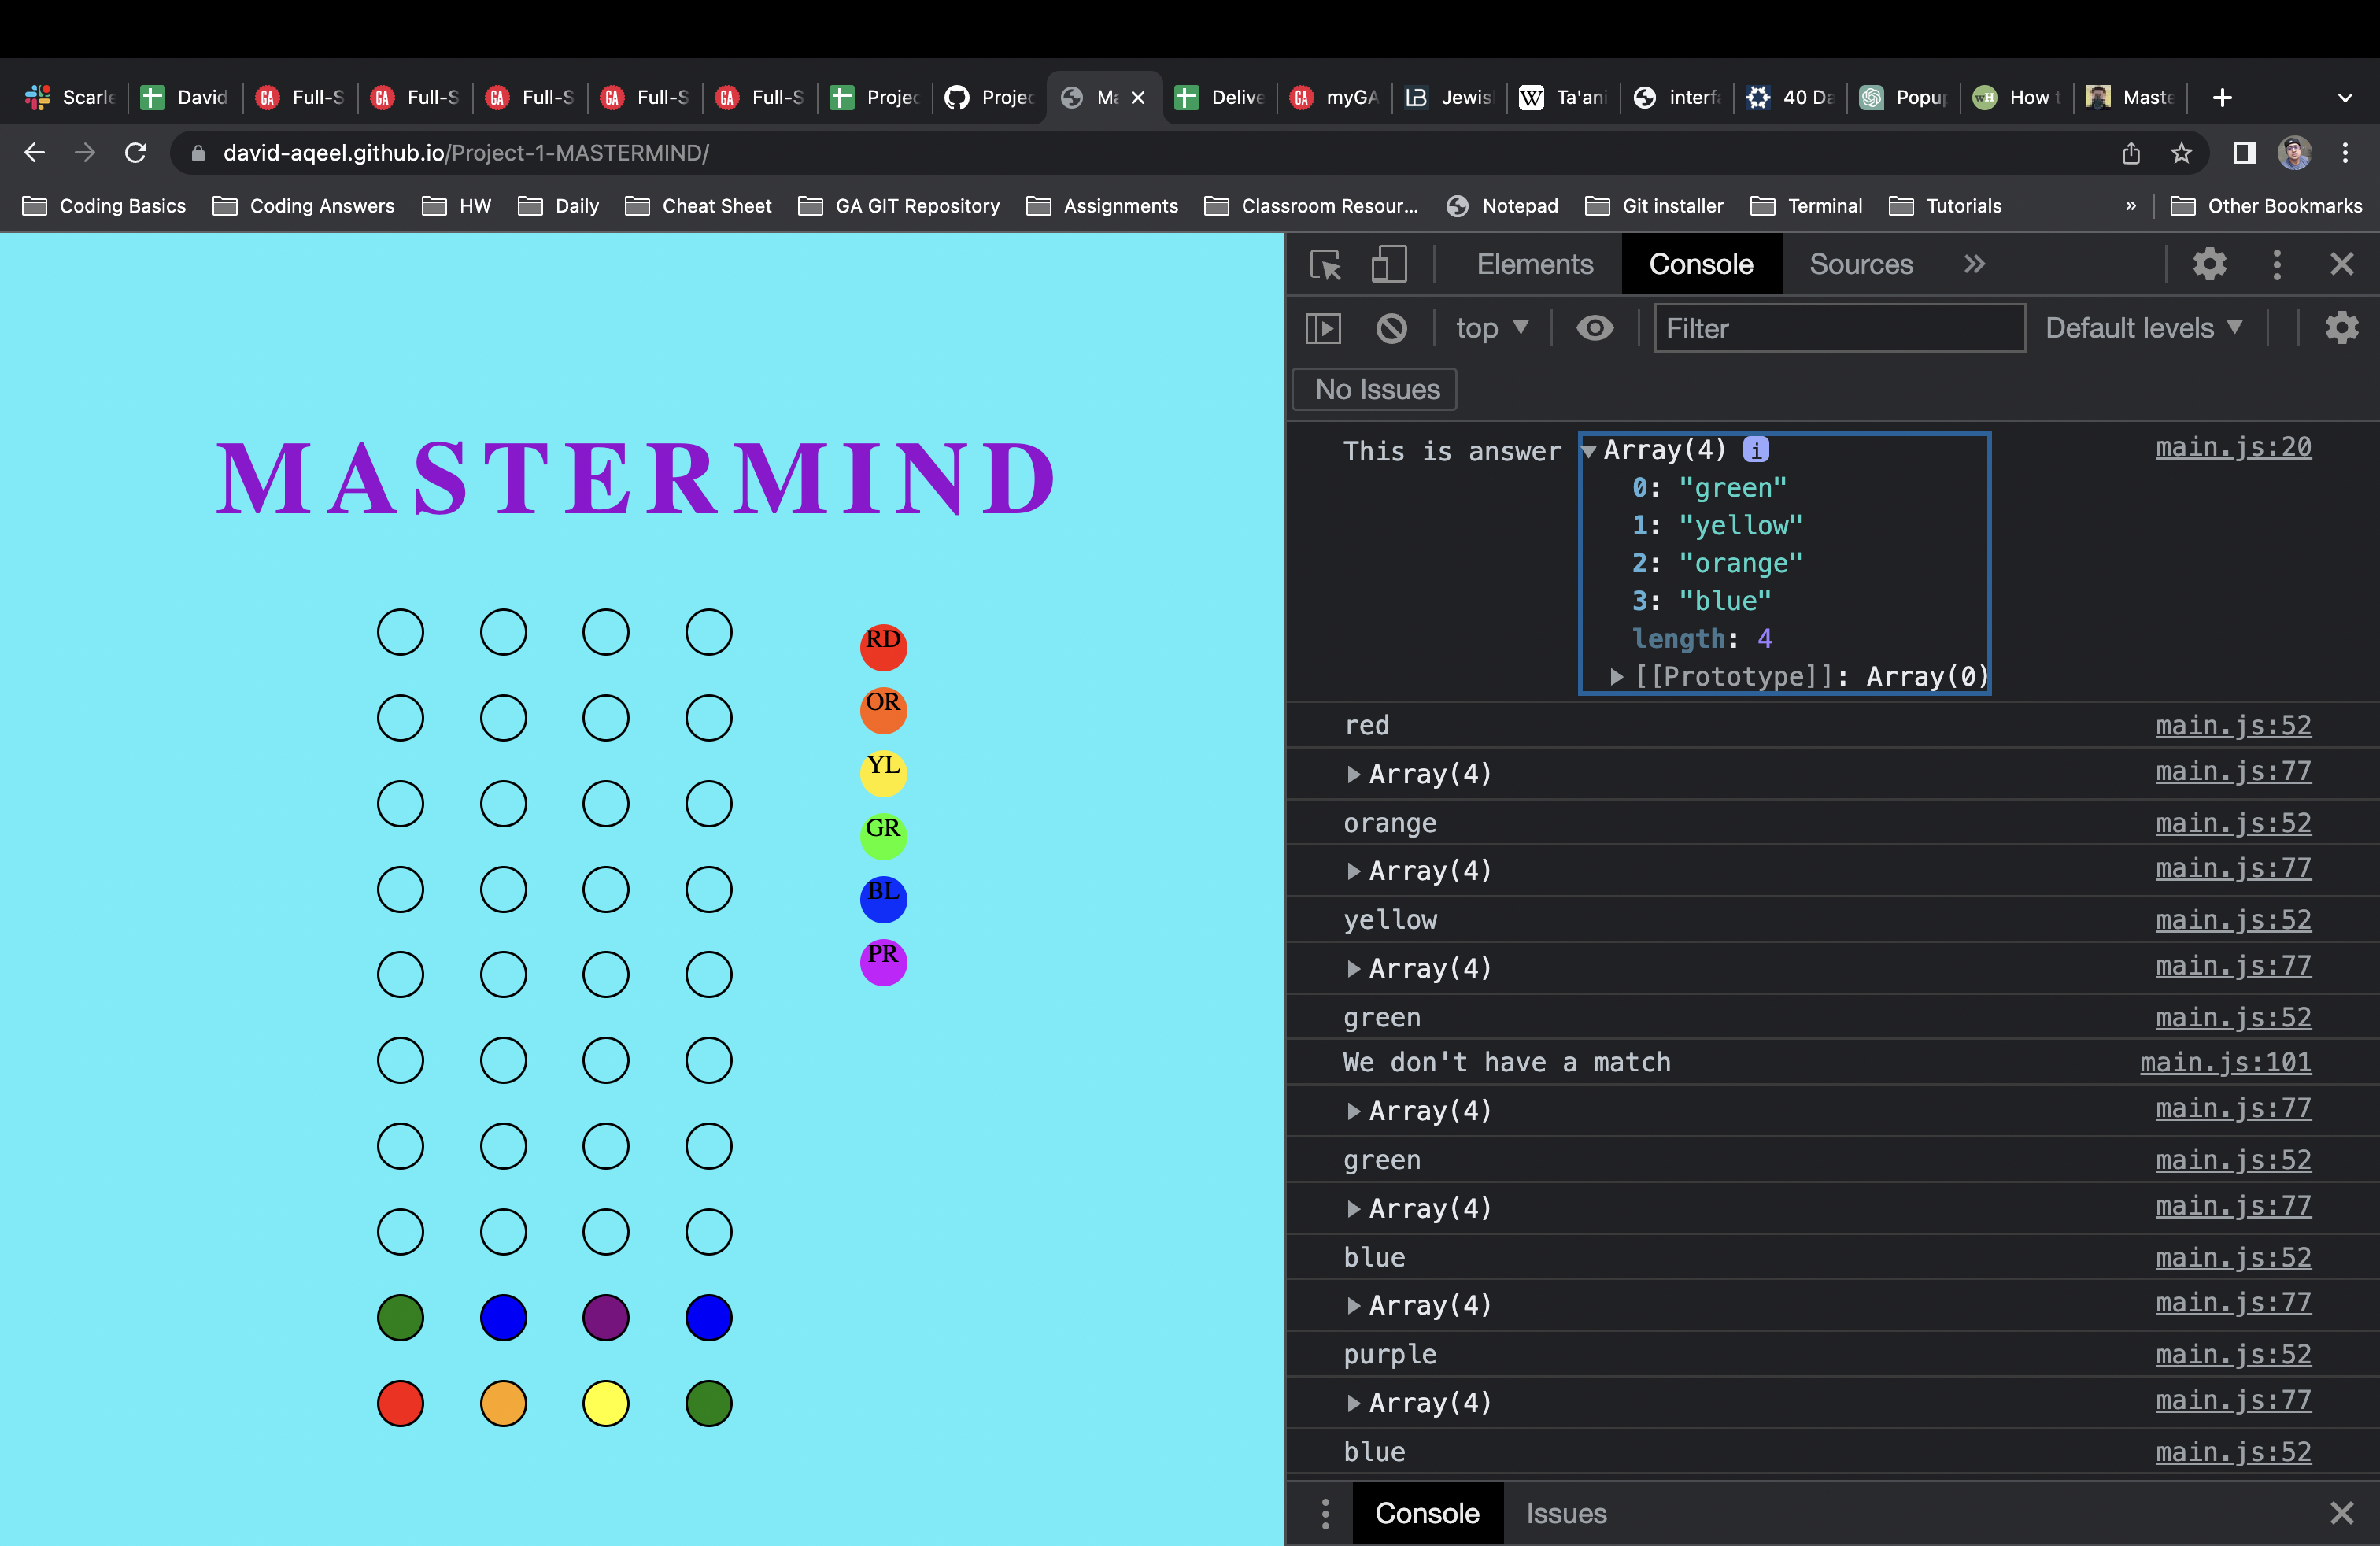 Scarle David Full-S Full-S Full-S Full-S Full-S Projec Projec Ma Delive myGA Jewis Ta'ani interfa 40 Da Popup How t Maste
david-aqeel.github.io/Project-1-MASTERMIND/
Coding Basics Coding Answers HW Daily Cheat Sheet GA GIT Repository Assignments Classroom Resour... Notepad Git installer Terminal Tutorials » Other Bookmarks
MASTERMIND
RD
OR
YL
GR
BL
PR
Elements Console Sources »
top Filter Default levels
No Issues
This is answer Array(4) i main.js:20
0: "green"
1: "yellow"
2: "orange"
3: "blue"
length: 4
[[Prototype]]: Array(0)
red main.js:52
Array(4) main.js:77
orange main.js:52
Array(4) main.js:77
yellow main.js:52
Array(4) main.js:77
green main.js:52
We don't have a match main.js:101
Array(4) main.js:77
green main.js:52
Array(4) main.js:77
blue main.js:52
Array(4) main.js:77
purple main.js:52
Array(4) main.js:77
blue main.js:52
Console Issues